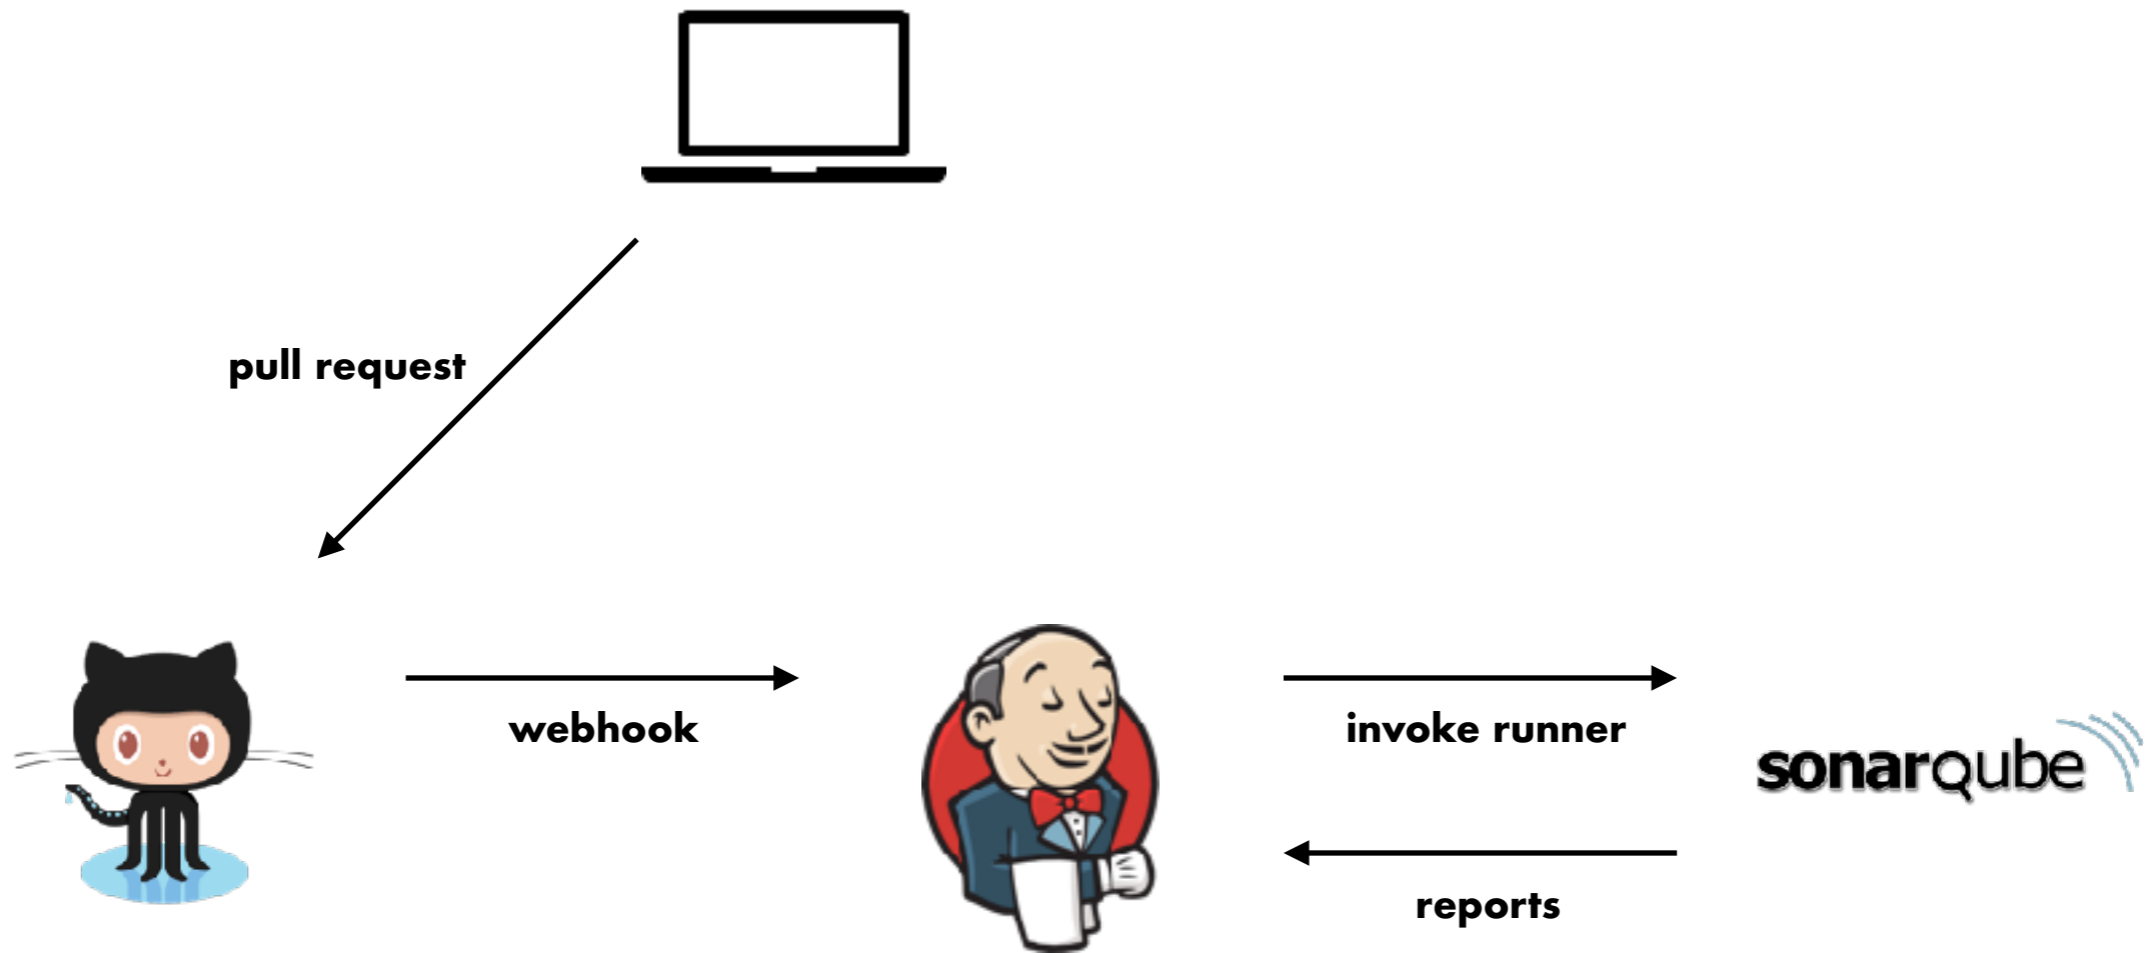 pull request
webhook
invoke runner
sonarqube
reports